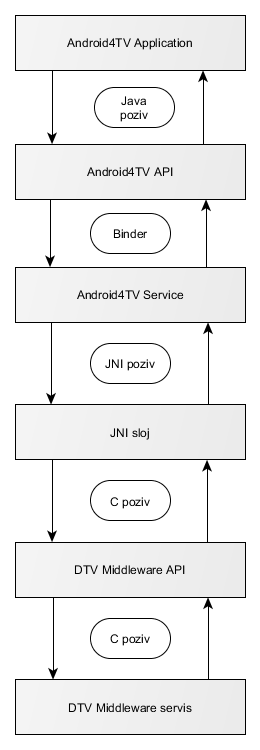 Android4TV Application
Java
poziv
Android4TV API
Binder
Android4TV Service
JNI poziv
JNI sloj
C poziv
DTV Middleware API
C poziv
DTV Middleware servis